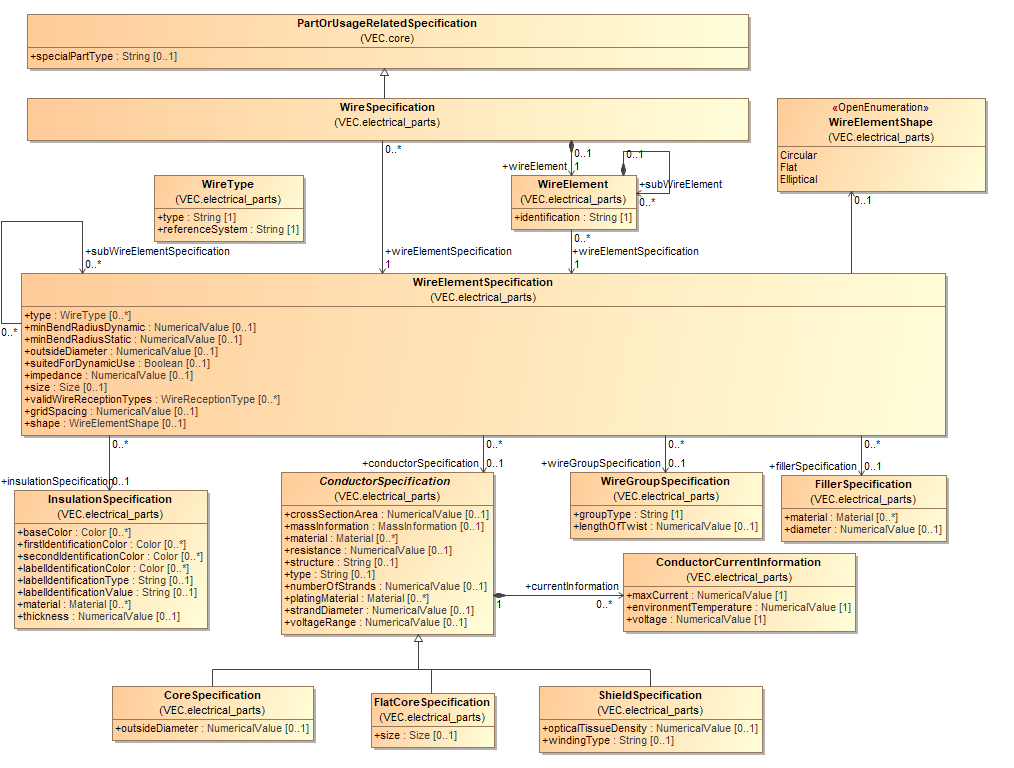 PartOrUsageRelatedSpecification
(VEC.core)
+specialPartType : String [0..1]
WireSpecification
(VEC.electrical_parts)
«OpenEnumeration»
WireElementShape
(VEC.electrical_parts)
Circular
Flat
Elliptical
0..*
0..1
0..1
+wireElement
1
WireType
(VEC.electrical_parts)
+type : String [1]
+referenceSystem : String [1]
WireElement
(VEC.electrical_parts)
+identification : String [1]
+subWireElement
0..*
0..1
0..*
+subWireElementSpecification
0..*
+wireElementSpecification
1
+wireElementSpecification
1
WireElementSpecification
(VEC.electrical_parts)
+type : WireType [0..*]
+minBendRadiusDynamic : NumericalValue [0..1]
+minBendRadiusStatic : NumericalValue [0..1]
+outsideDiameter : NumericalValue [0..1]
+suitedForDynamicUse : Boolean [0..1]
+impedance : NumericalValue [0..1]
+size : Size [0..1]
+validWireReceptionTypes : WireReceptionType [0..*]
+gridSpacing : NumericalValue [0..1]
+shape : WireElementShape [0..1]
0..*
0..*
0..*
0..*
0..*
+insulationSpecification
0..1
+conductorSpecification
0..1
+wireGroupSpecification
0..1
+fillerSpecification
0..1
InsulationSpecification
(VEC.electrical_parts)
+baseColor : Color [0..*]
+firstIdentificationColor : Color [0..*]
+secondIdentificationColor : Color [0..*]
+labelIdentificationColor : Color [0..*]
+labelIdentificationType : String [0..1]
+labelIdentificationValue : String [0..1]
+material : Material [0..*]
+thickness : NumericalValue [0..1]
ConductorSpecification
(VEC.electrical_parts)
+crossSectionArea : NumericalValue [0..1]
+massInformation : MassInformation [0..1]
+material : Material [0..*]
+resistance : NumericalValue [0..1]
+structure : String [0..1]
+type : String [0..1]
+numberOfStrands : NumericalValue [0..1]
+platingMaterial : Material [0..*]
+strandDiameter : NumericalValue [0..1]
+voltageRange : NumericalValue [0..1]
WireGroupSpecification
(VEC.electrical_parts)
+groupType : String [1]
+lengthOfTwist : NumericalValue [0..1]
FillerSpecification
(VEC.electrical_parts)
+material : Material [0..*]
+diameter : NumericalValue [0..1]
+currentInformation
1
0..*
ConductorCurrentInformation
(VEC.electrical_parts)
+maxCurrent : NumericalValue [1]
+environmentTemperature : NumericalValue [1]
+voltage : NumericalValue [1]
CoreSpecification
(VEC.electrical_parts)
+outsideDiameter : NumericalValue [0..1]
FlatCoreSpecification
(VEC.electrical_parts)
+size : Size [0..1]
ShieldSpecification
(VEC.electrical_parts)
+opticalTissueDensity : NumericalValue [0..1]
+windingType : String [0..1]